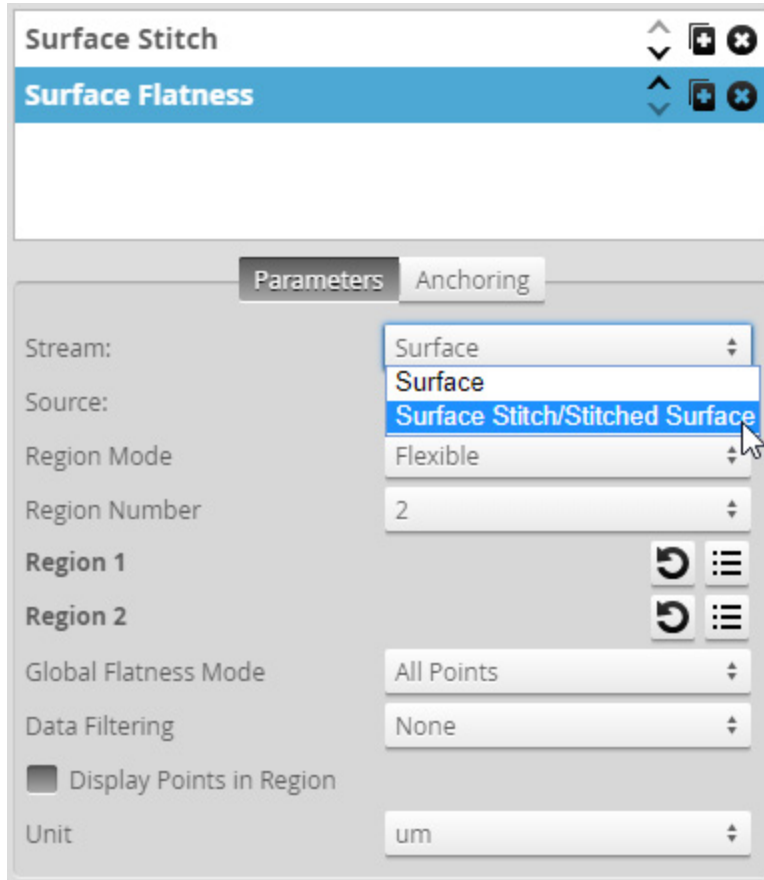 Surface Stitch
Surface Flatness
Parameters Anchoring
Stream: Surface
Surface
Source: Surface Stitch/Stitched Surface
Region Mode Flexible
Region Number 2
Region 1
Region 2
Global Flatness Mode All Points
Data Filtering None
Display Points in Region
Unit um